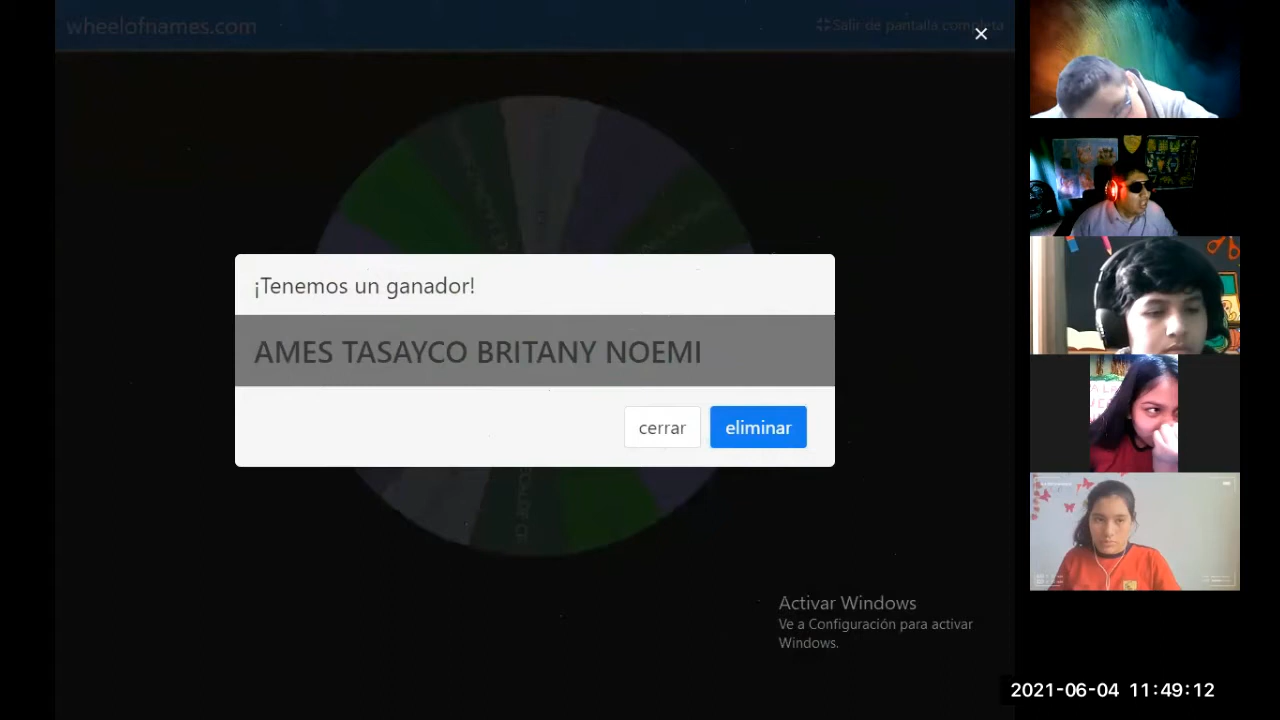 wheelofnames.com
Salir de pantalla completa
¡Tenemos un ganador!
AMES TASAYCO BRITANY NOEMI
cerrar
eliminar
Activar Windows
Ve a Configuración para activar
Windows.
2021-06-04 11:49:12